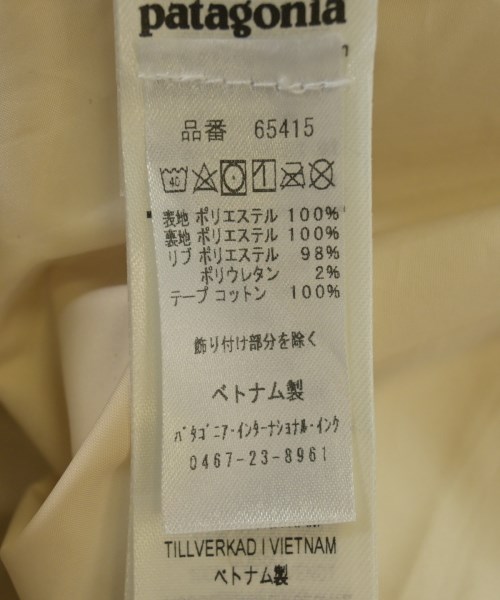 patagonia
品番 65415
40
表地 ポリエステル 100%
裏地 ポリエステル 100%
リブ ポリエステル 98%
ポリウレタン 2%
テープ コットン 100%
飾り付け部分を除く
ベトナム製
ﾊﾟﾀｺﾞﾆｱ･ｲﾝﾀｰﾅｼｮﾅﾙ･ｲﾝｸ
0467-23-8961
TILLVERKAD I VIETNAM
ベトナム製